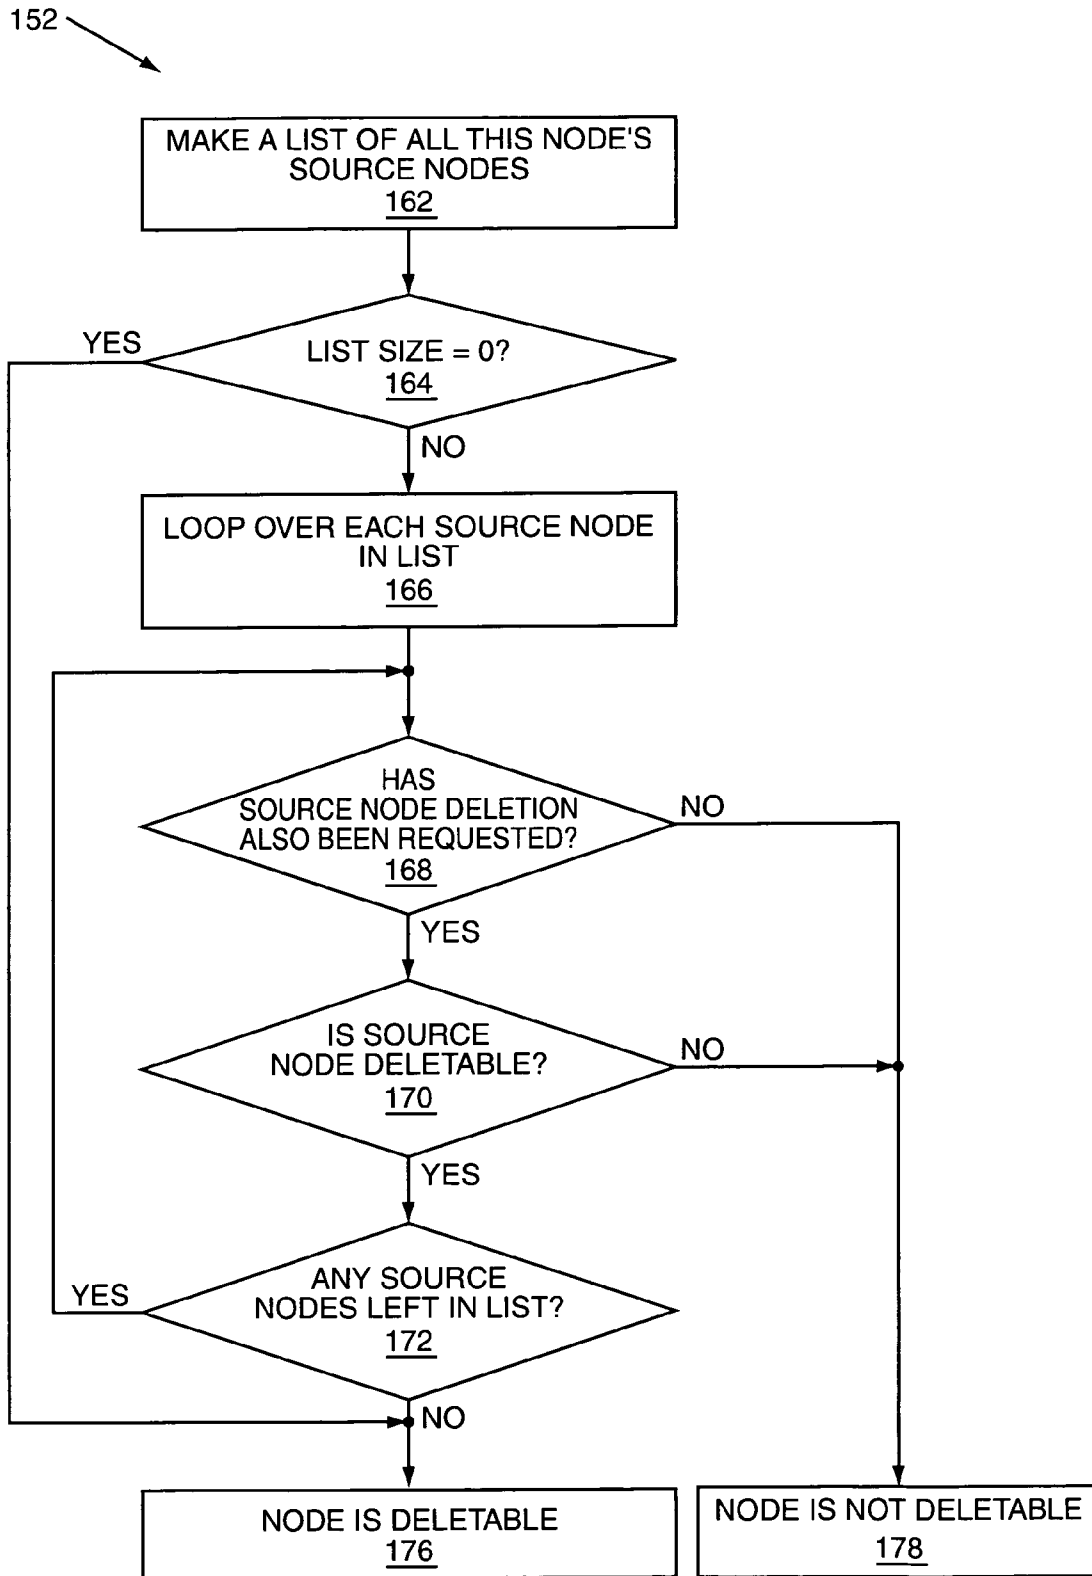 152
MAKE A LIST OF ALL THIS NODE'S
SOURCE NODES
162
YES
LIST SIZE = 0?
164
NO
LOOP OVER EACH SOURCE NODE
IN LIST
166
HAS
SOURCE NODE DELETION
ALSO BEEN REQUESTED?
168
NO
YES
IS SOURCE
NODE DELETABLE?
170
NO
YES
ANY SOURCE
NODES LEFT IN LIST?
172
YES
NO
NODE IS DELETABLE
176
NODE IS NOT DELETABLE
178